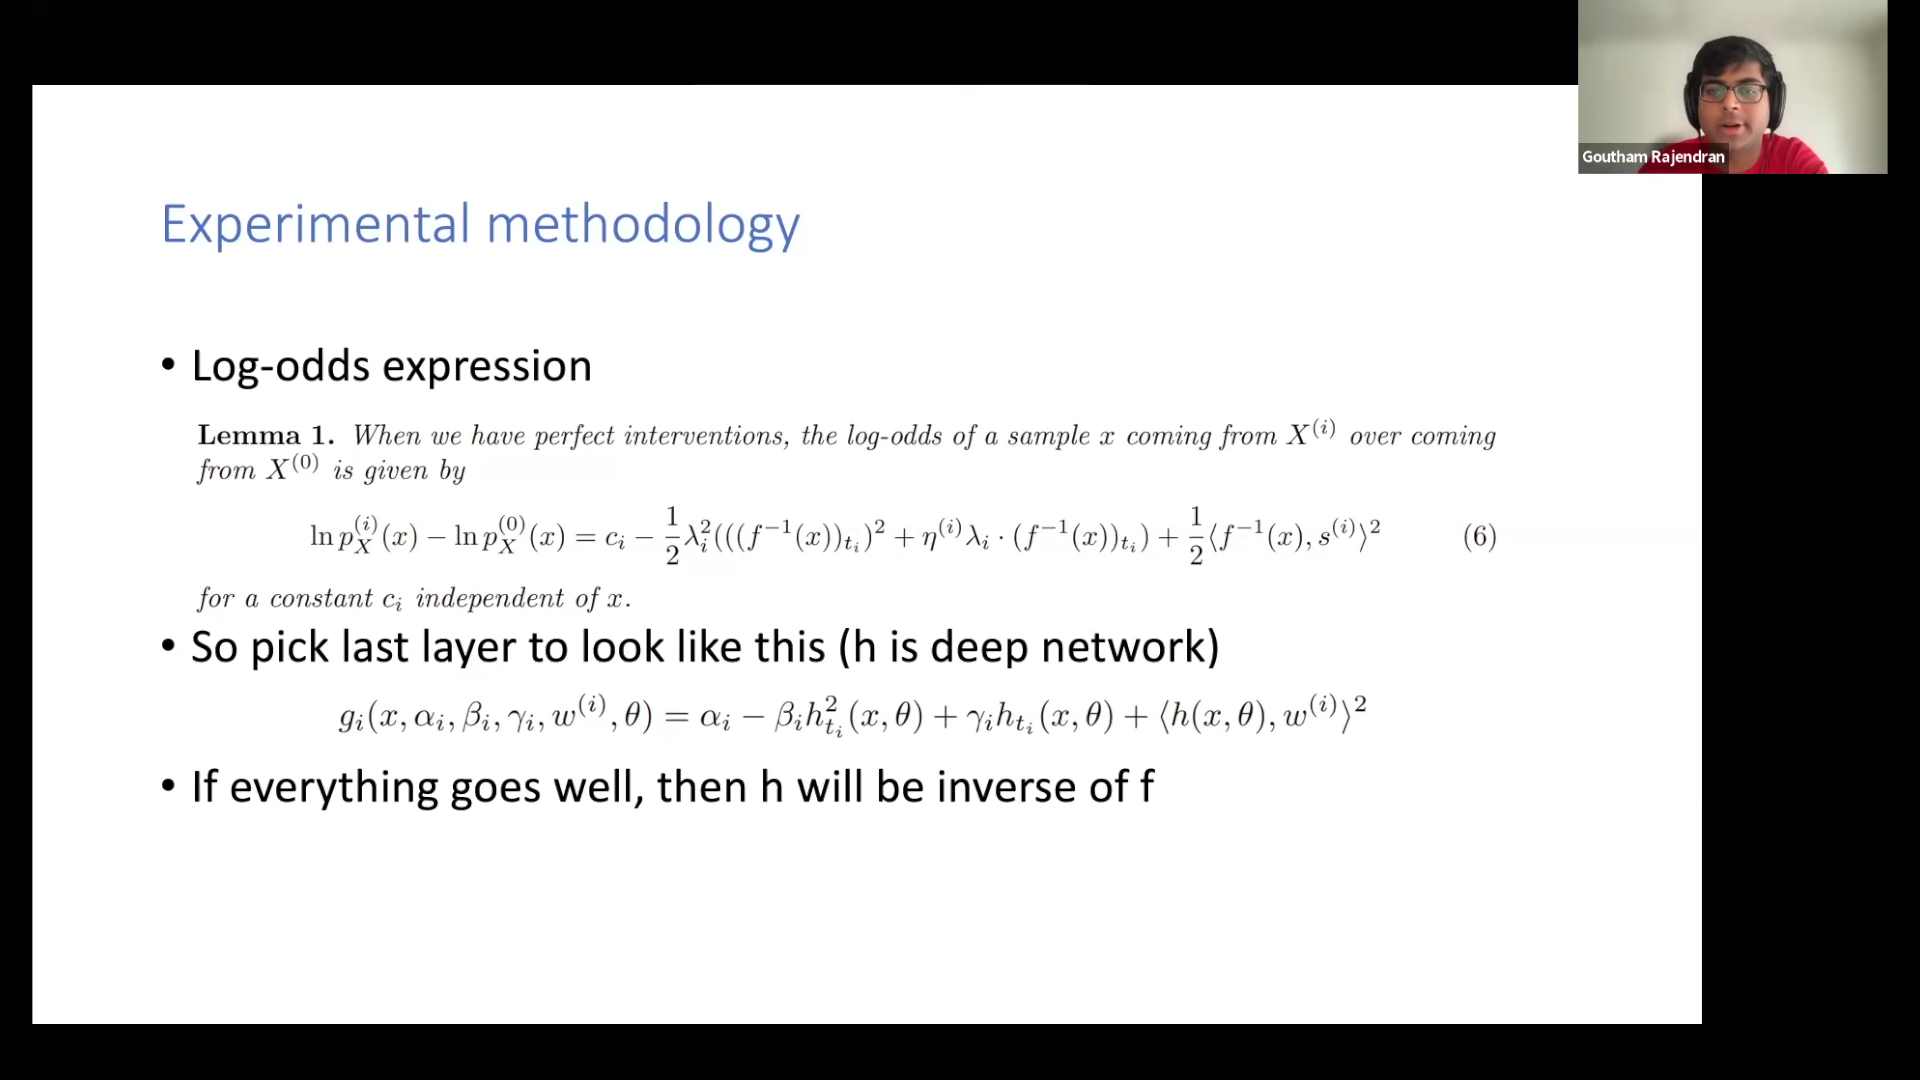 Goutham Rajendran
Experimental methodology
• Log-odds expression
Lemma 1. When we have perfect interventions, the log-odds of a sample x coming from X^{(i)} over coming
from X^{(0)} is given by
ln p_X^{(i)}(x) − ln p_X^{(0)}(x) = c_i − \frac{1}{2}λ_i^2(((f^{−1}(x))_{t_i})^2 + η^{(i)}λ_i · (f^{−1}(x))_{t_i}) + \frac{1}{2}⟨f^{−1}(x), s^{(i)}⟩^2 (6)
for a constant c_i independent of x.
• So pick last layer to look like this (h is deep network)
g_i(x, α_i, β_i, γ_i, w^{(i)}, θ) = α_i − β_i h_{t_i}^2(x, θ) + γ_i h_{t_i}(x, θ) + ⟨h(x, θ), w^{(i)}⟩^2
• If everything goes well, then h will be inverse of f